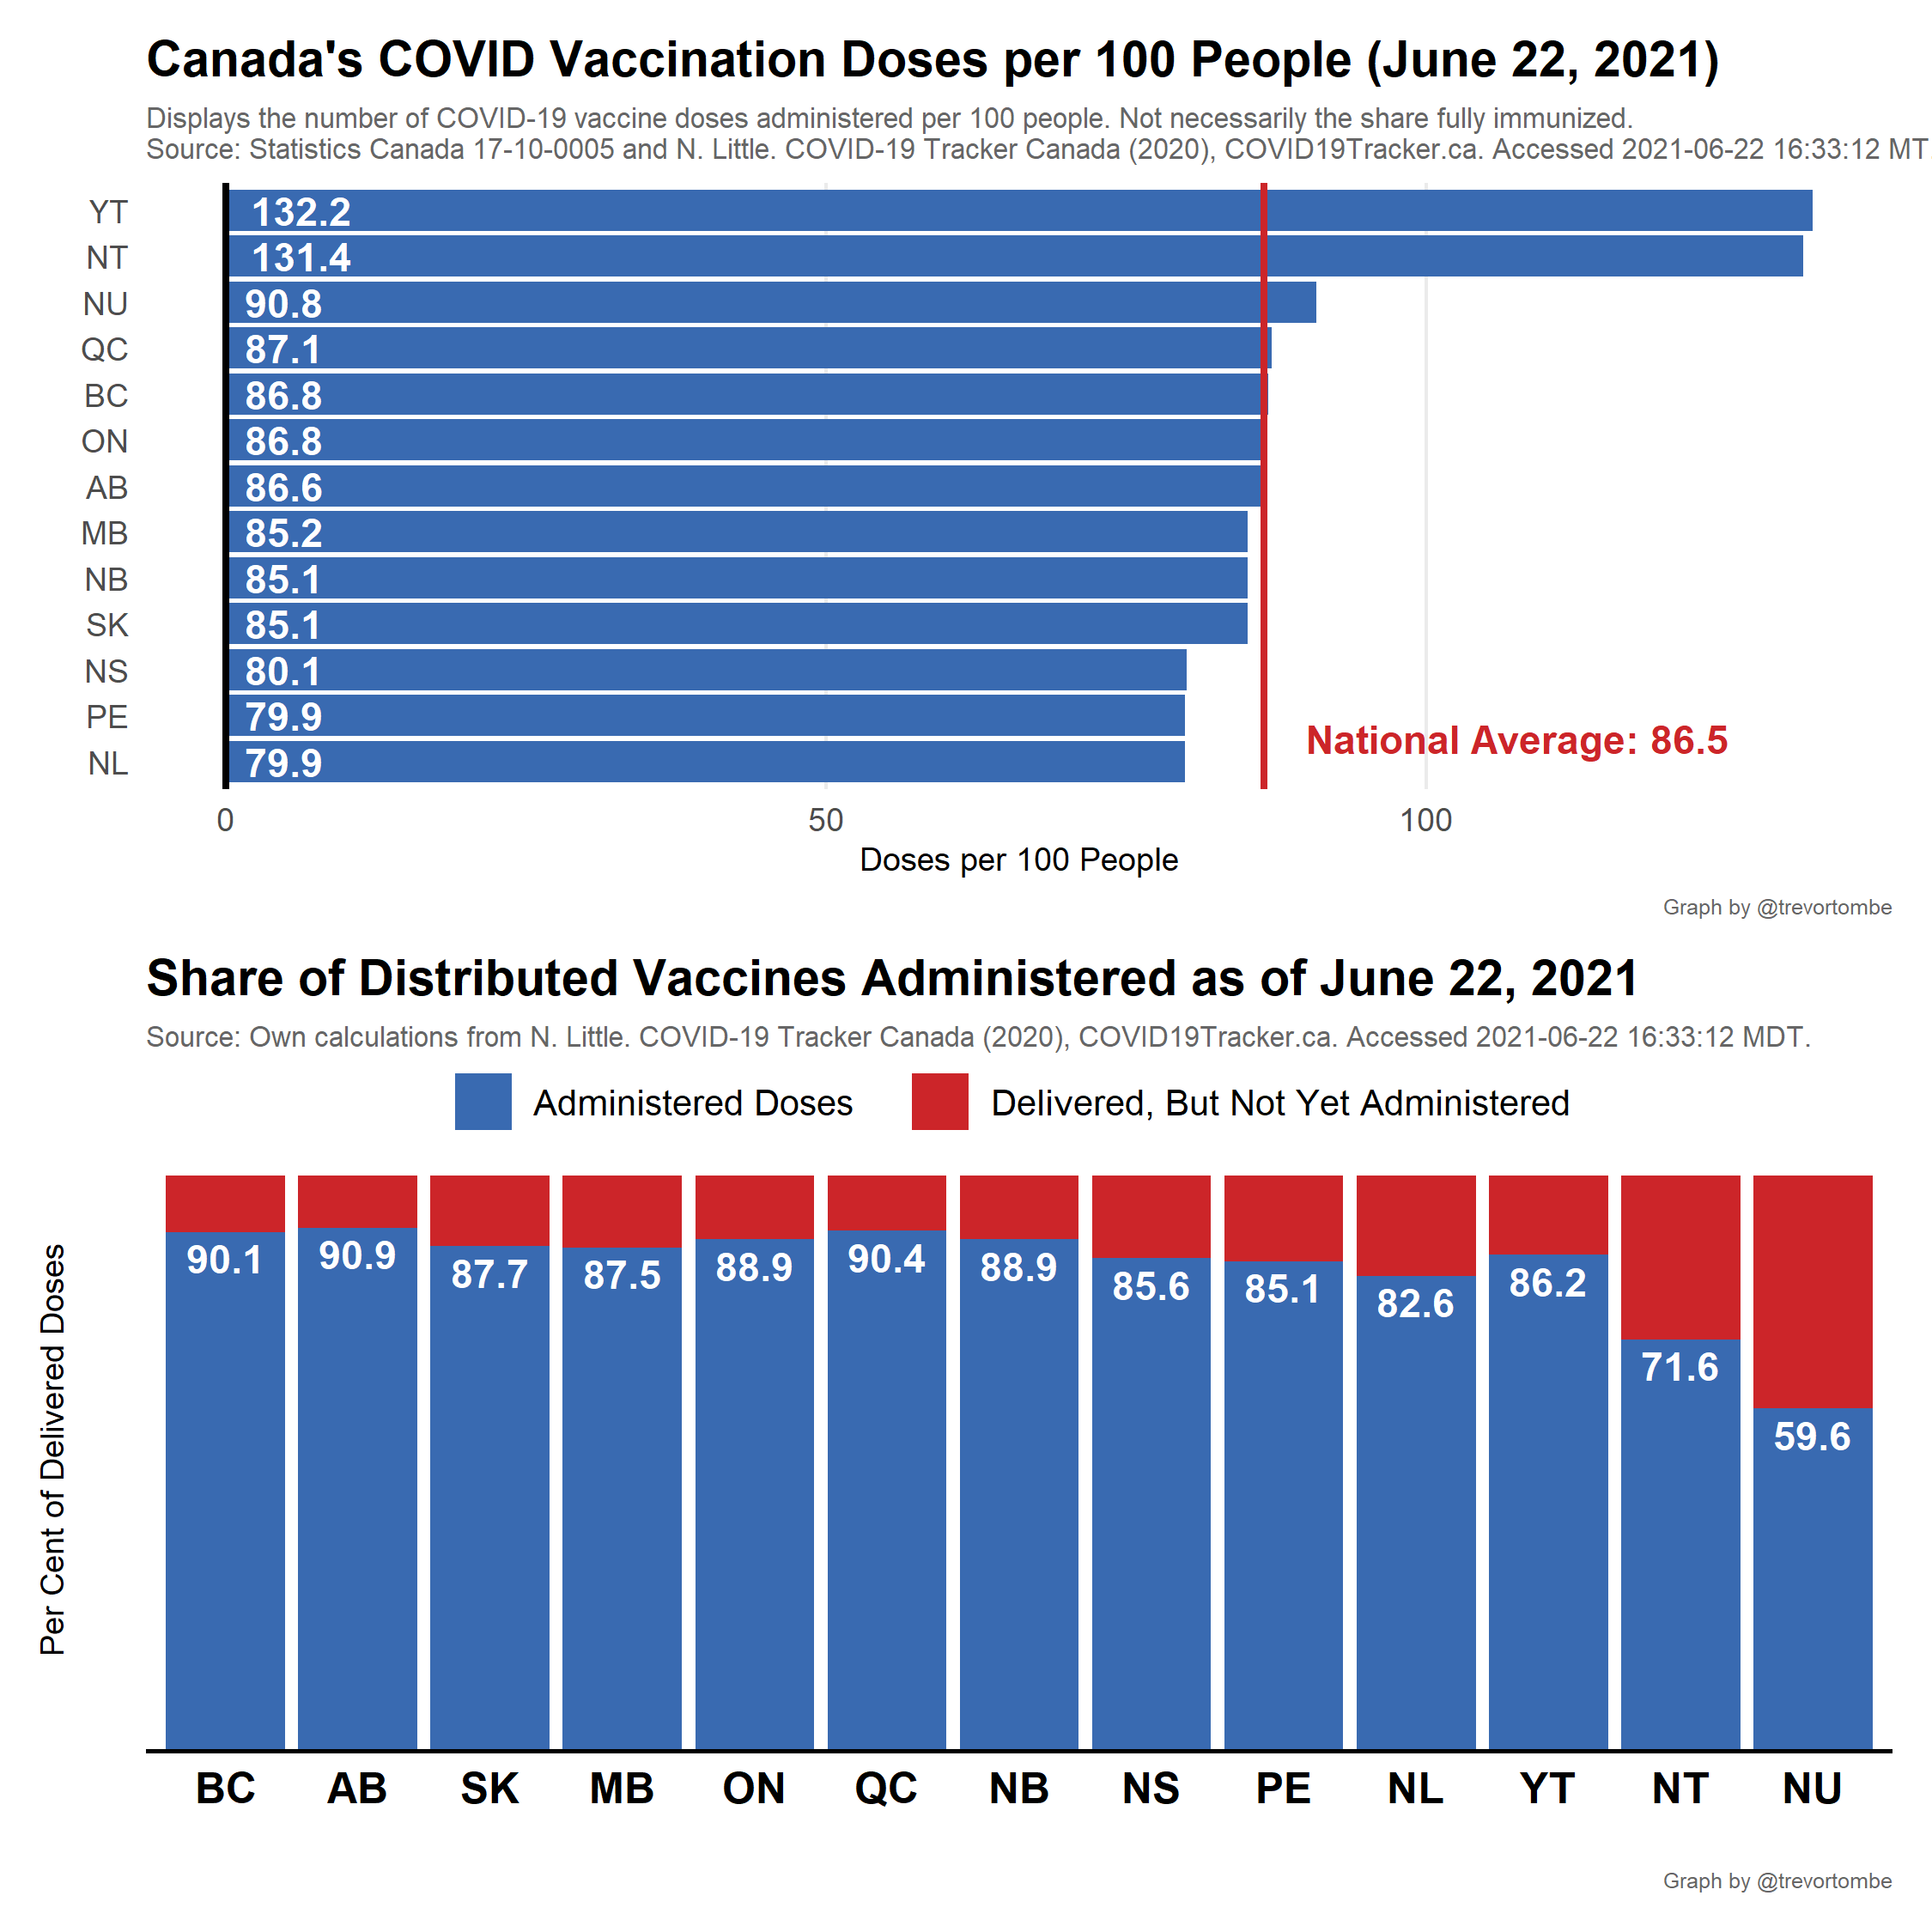 Canada's COVID Vaccination Doses per 100 People (June 22, 2021)
Displays the number of COVID-19 vaccine doses administered per 100 people. Not necessarily the share fully immunized.
Source: Statistics Canada 17-10-0005 and N. Little. COVID-19 Tracker Canada (2020), COVID19Tracker.ca. Accessed 2021-06-22 16:33:12 MT
YT 132.2
NT 131.4
NU 90.8
QC 87.1
BC 86.8
ON 86.8
AB 86.6
MB 85.2
NB 85.1
SK 85.1
NS 80.1
PE 79.9
National Average: 86.5
NL 79.9
0 50 100
Doses per 100 People
Graph by @trevortombe
Share of Distributed Vaccines Administered as of June 22, 2021
Source: Own calculations from N. Little. COVID-19 Tracker Canada (2020), COVID19Tracker.ca. Accessed 2021-06-22 16:33:12 MDT.
Administered Doses Delivered, But Not Yet Administered
Per Cent of Delivered Doses
90.1 90.9 87.7 87.5 88.9 90.4 88.9 85.6 85.1 82.6 86.2 71.6 59.6
BC AB SK MB ON QC NB NS PE NL YT NT NU
Graph by @trevortombe